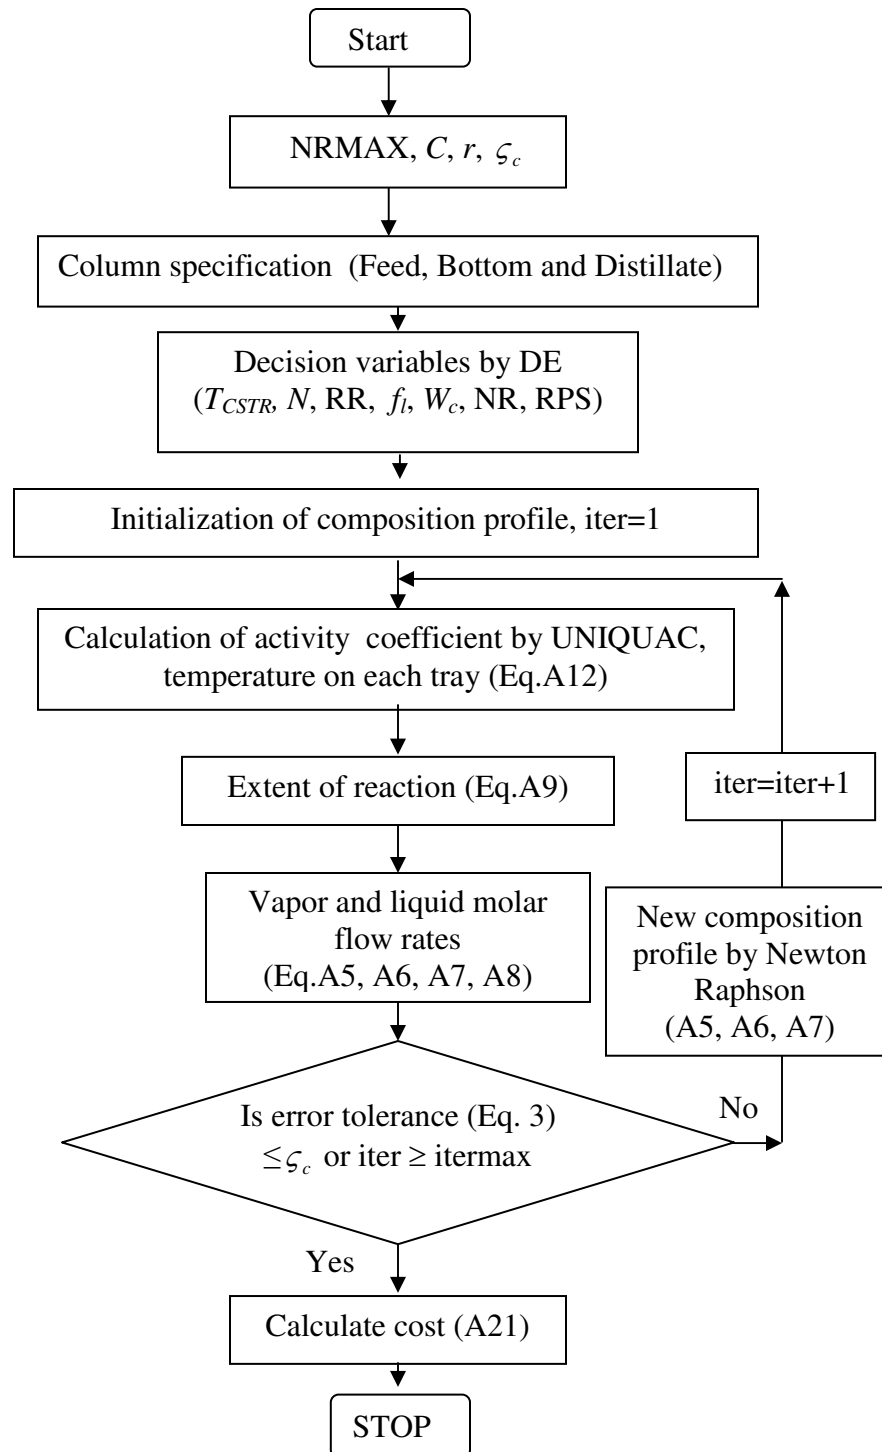 Start
NRMAX, C, r, ς_c
Column specification (Feed, Bottom and Distillate)
Decision variables by DE
(T_CSTR, N, RR, f_l, W_c, NR, RPS)
Initialization of composition profile, iter=1
Calculation of activity coefficient by UNIQUAC,
temperature on each tray (Eq.A12)
Extent of reaction (Eq.A9)
iter=iter+1
Vapor and liquid molar
flow rates
(Eq.A5, A6, A7, A8)
New composition
profile by Newton
Raphson
(A5, A6, A7)
Is error tolerance (Eq. 3)
≤ς_c or iter ≥ itermax
No
Yes
Calculate cost (A21)
STOP